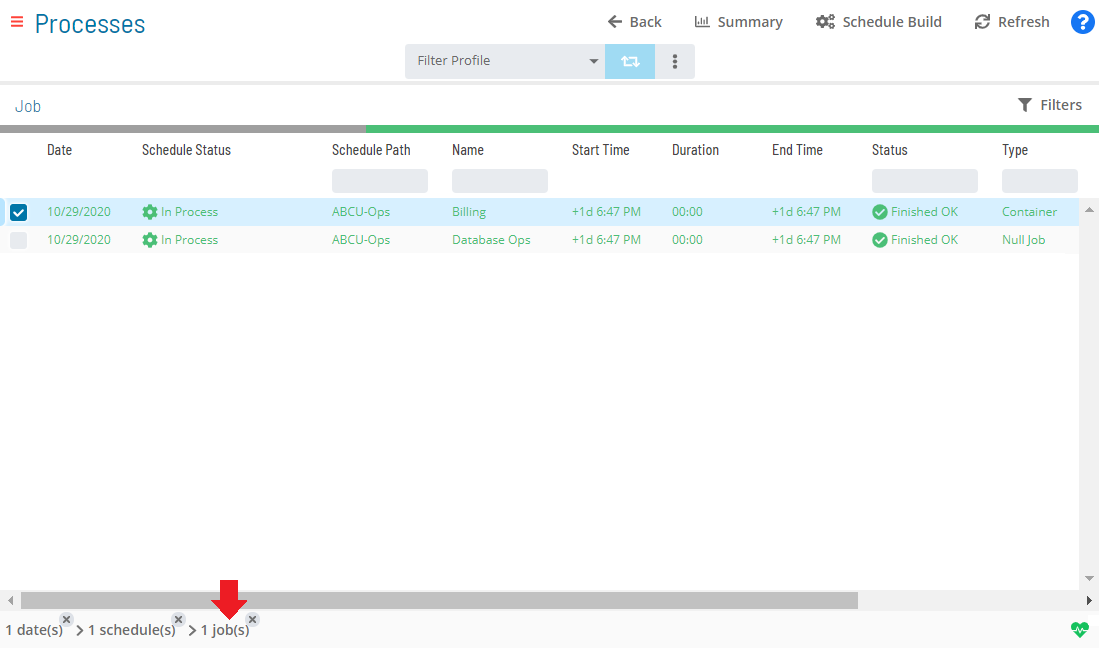 Processes
Back Summary Schedule Build Refresh ?
Filter Profile
Job Filters
Date Schedule Status Schedule Path Name Start Time Duration End Time Status Type
10/29/2020 In Process ABCU-Ops Billing +1d 6:47 PM 00:00 +1d 6:47 PM Finished OK Container
10/29/2020 In Process ABCU-Ops Database Ops +1d 6:47 PM 00:00 +1d 6:47 PM Finished OK Null Job
1 date(s) > 1 schedule(s) > 1 job(s)